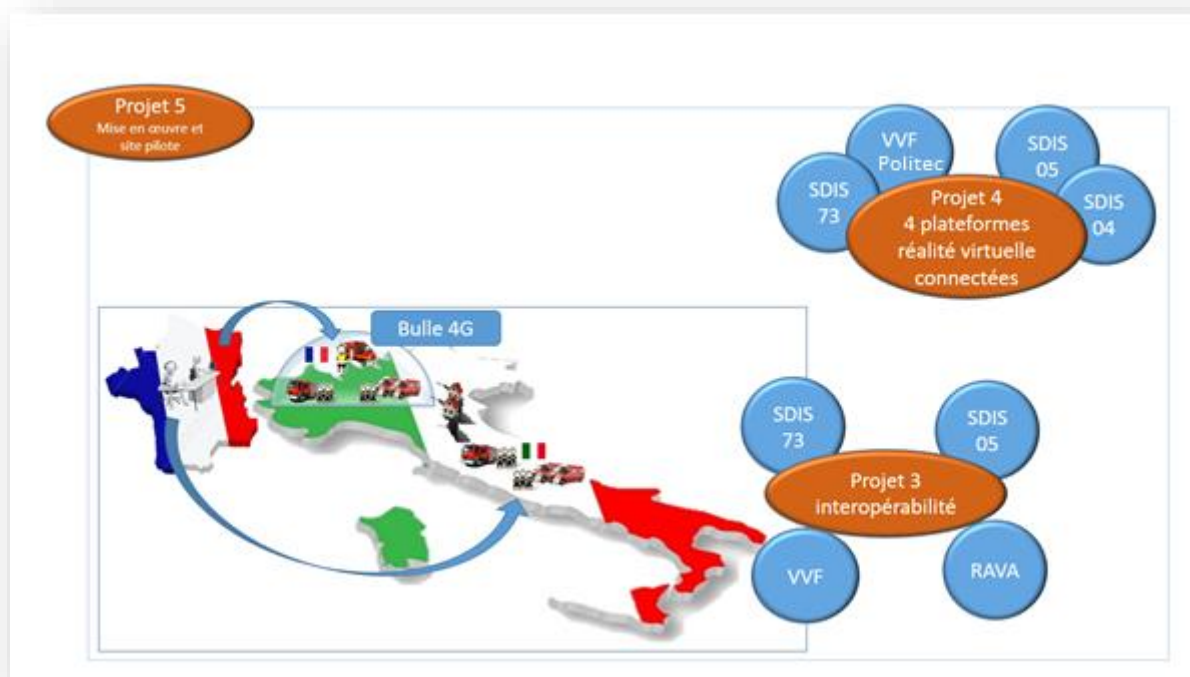 Projet 5
Mise en œuvre et
site pilote
VVF
Politec
SDIS
05
SDIS
73
SDIS
04
Projet 4
4 plateformes
réalité virtuelle
connectées
Bulle 4G
SDIS
73
SDIS
05
Projet 3
interopérabilité
VVF
RAVA